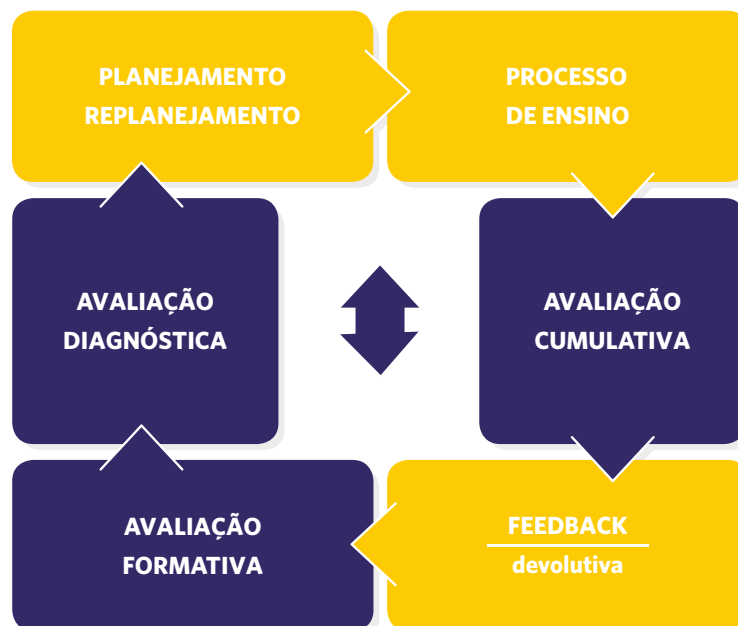 PLANEJAMENTO
REPLANEJAMENTO
PROCESSO
DE ENSINO
AVALIAÇÃO
DIAGNÓSTICA
AVALIAÇÃO
CUMULATIVA
AVALIAÇÃO
FORMATIVA
FEEDBACK
devolutiva